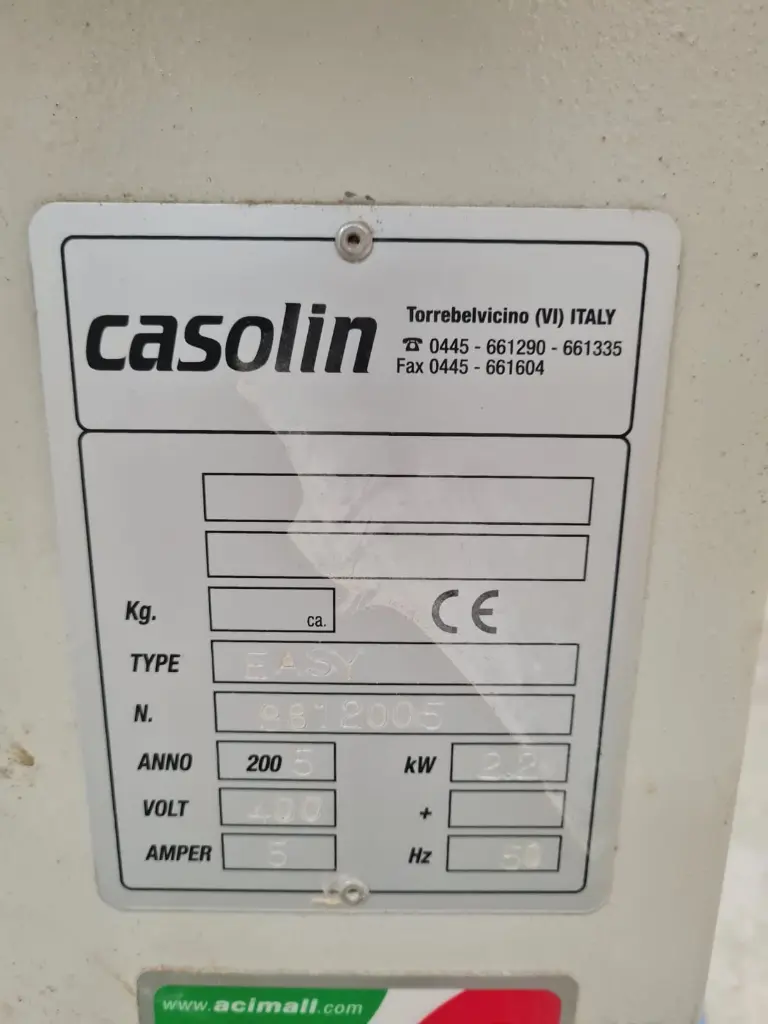 casolin
Torrebelvicino (VI) ITALY
☎ 0445 - 661290 - 661335
Fax 0445 - 661604
Kg. ca.
CE
TYPE EASY
N.
ANNO 2005 kW 2.2
VOLT 400 +
AMPER 5 Hz 50
www.acimall.com